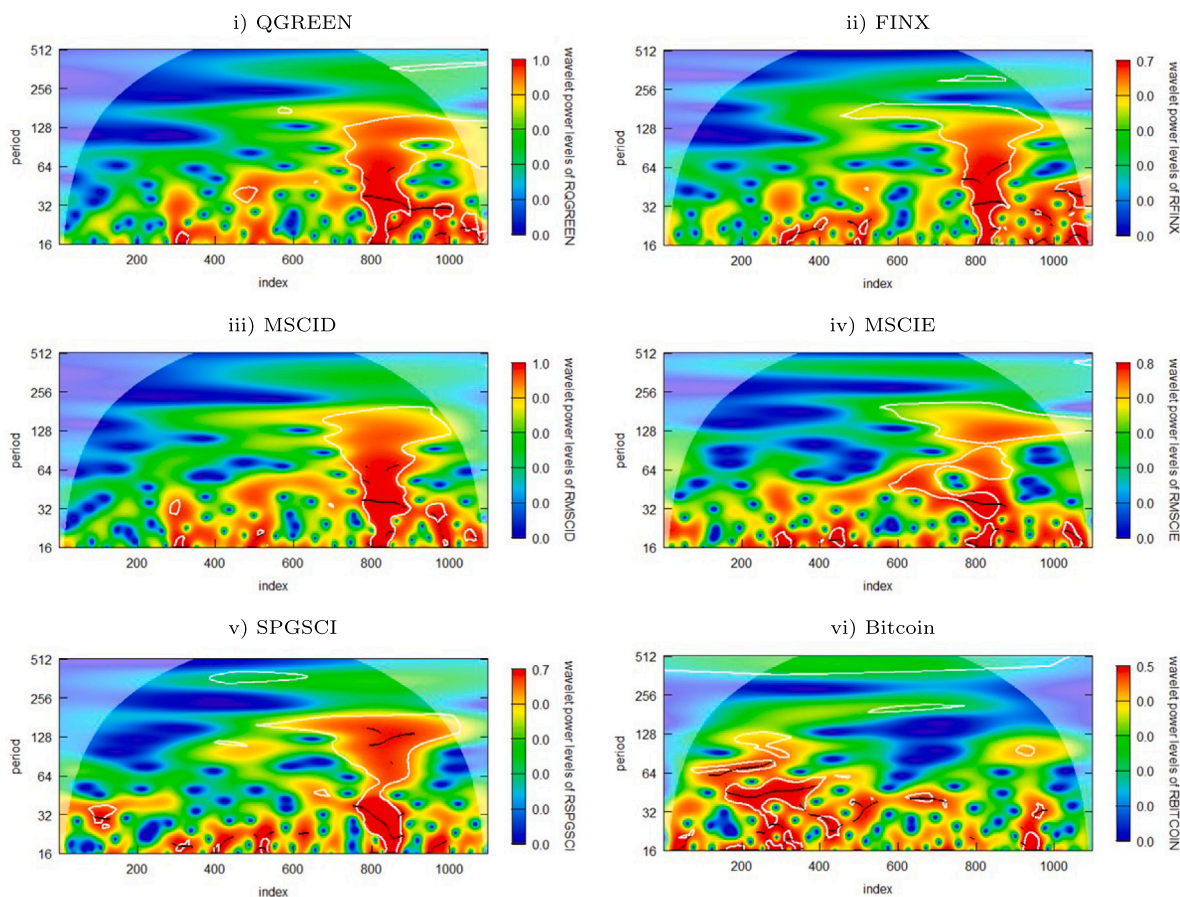 i) QGREEN
512
256
128
64
32
16
period
200 400 600 800 1000
index
1.0
0.0
0.0
0.0
0.0
0.0
wavelet power levels of RQGREEN
ii) FINX
512
256
128
64
32
16
period
200 400 600 800 1000
index
0.7
0.0
0.0
0.0
0.0
0.0
wavelet power levels of RFINX
iii) MSCID
512
256
128
64
32
16
period
200 400 600 800 1000
index
1.0
0.0
0.0
0.0
0.0
0.0
wavelet power levels of RMSCID
iv) MSCIE
512
256
128
64
32
16
period
200 400 600 800 1000
index
0.8
0.0
0.0
0.0
0.0
0.0
wavelet power levels of RMSCIE
v) SPGSCI
512
256
128
64
32
16
period
200 400 600 800 1000
index
0.7
0.0
0.0
0.0
0.0
0.0
wavelet power levels of RSPGSCI
vi) Bitcoin
512
256
128
64
32
16
period
200 400 600 800 1000
index
0.5
0.0
0.0
0.0
0.0
0.0
wavelet power levels of RBITCOIN